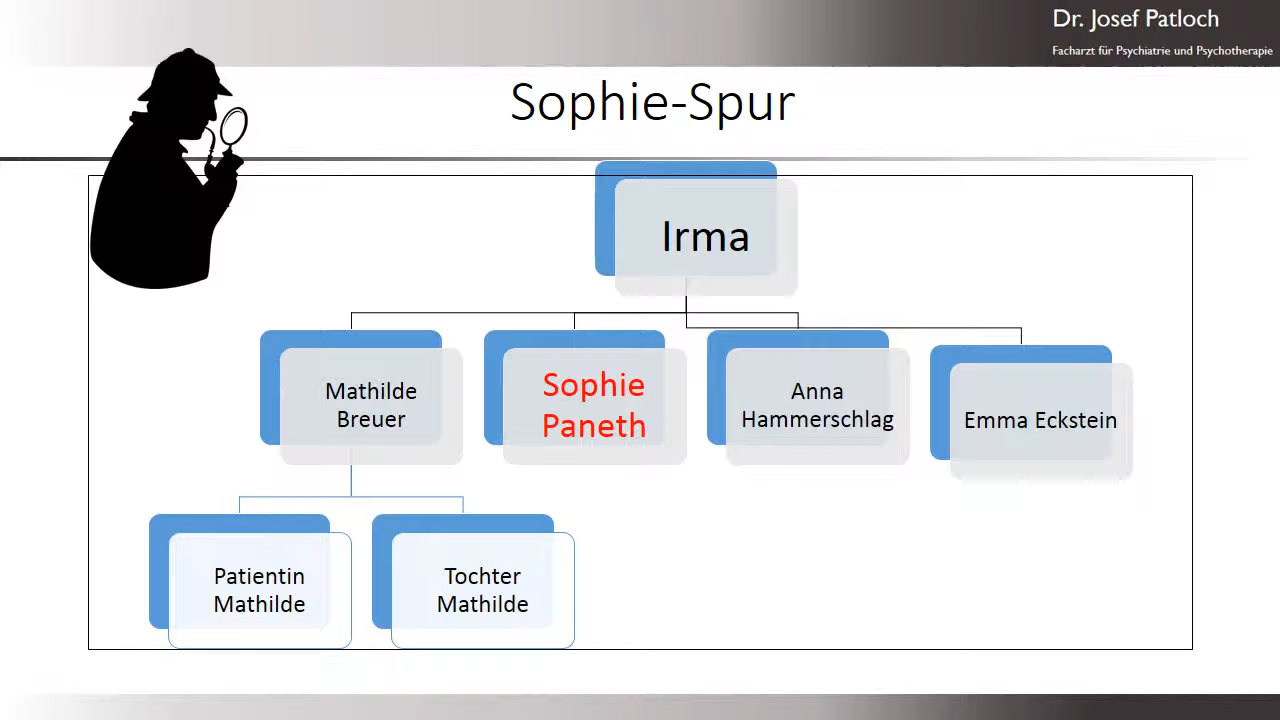 Dr. Josef Patloch
Facharzt für Psychiatrie und Psychotherapie
Sophie-Spur
Irma
Mathilde
Breuer
Sophie
Paneth
Anna
Hammerschlag
Emma Eckstein
Patientin
Mathilde
Tochter
Mathilde